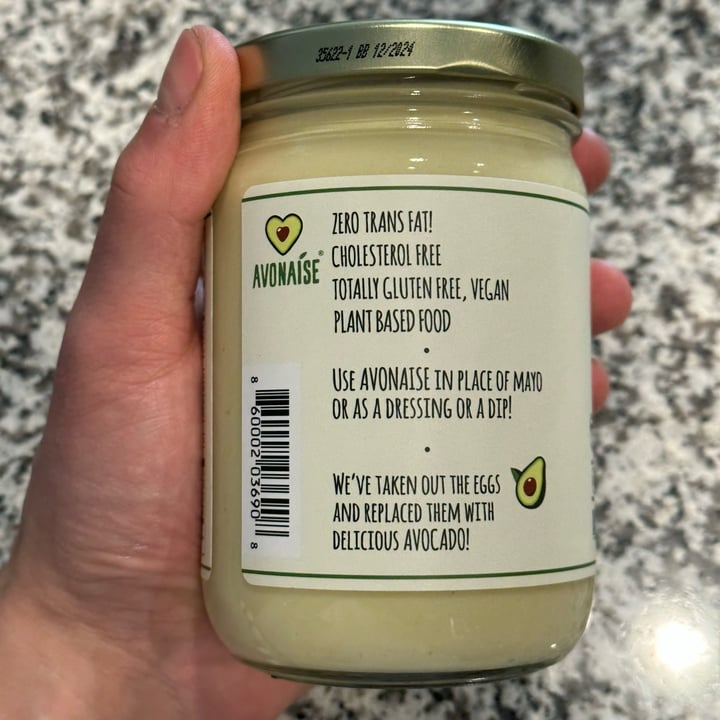 35622-1 BB 12/2024
AVONAISE®
ZERO TRANS FAT!
CHOLESTEROL FREE
TOTALLY GLUTEN FREE, VEGAN
PLANT BASED FOOD
•
USE AVONAISE IN PLACE OF MAYO
OR AS A DRESSING OR A DIP!
•
WE'VE TAKEN OUT THE EGGS
AND REPLACED THEM WITH
DELICIOUS AVOCADO!
8 60002 03690 8